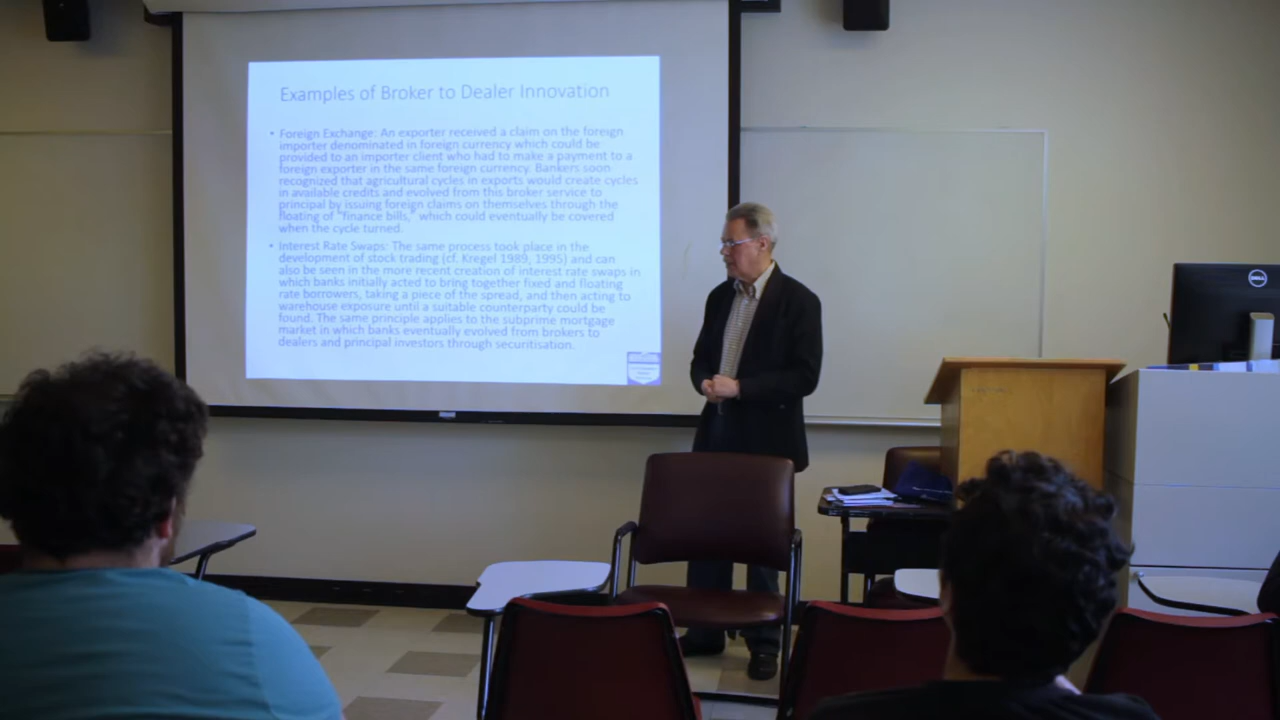 Examples of Broker to Dealer Innovation
• Foreign Exchange: An exporter received a claim on the foreign
importer denominated in foreign currency which could be
provided to an importer client who had to make a payment to a
foreign exporter in the same foreign currency. Bankers soon
recognized that agricultural cycles in exports would create cycles
in available credits and evolved from this broker service to
principal by issuing foreign claims on themselves through the
floating of "finance bills," which could eventually be covered
when the cycle turned.
• Interest Rate Swaps: The same process took place in the
development of stock trading (cf. Kregel 1989, 1995) and can
also be seen in the more recent creation of interest rate swaps in
which banks initially acted to bring together fixed and floating
rate borrowers, taking a piece of the spread, and then acting to
warehouse exposure until a suitable counterparty could be
found. The same principle applies to the subprime mortgage
market in which banks eventually evolved from brokers to
dealers and principal investors through securitisation.
DELL